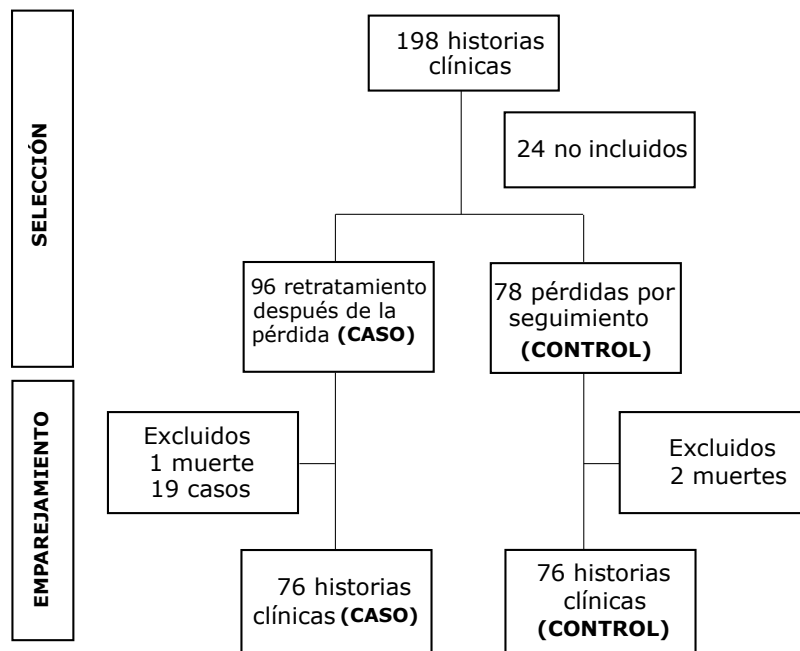 198 historias
clínicas
SELECCIÓN
24 no incluidos
96 retratamiento
después de la
pérdida (CASO)
78 pérdidas por
seguimiento
(CONTROL)
EMPAREJAMIENTO
Excluidos
1 muerte
19 casos
Excluidos
2 muertes
76 historias
clínicas (CASO)
76 historias
clínicas
(CONTROL)